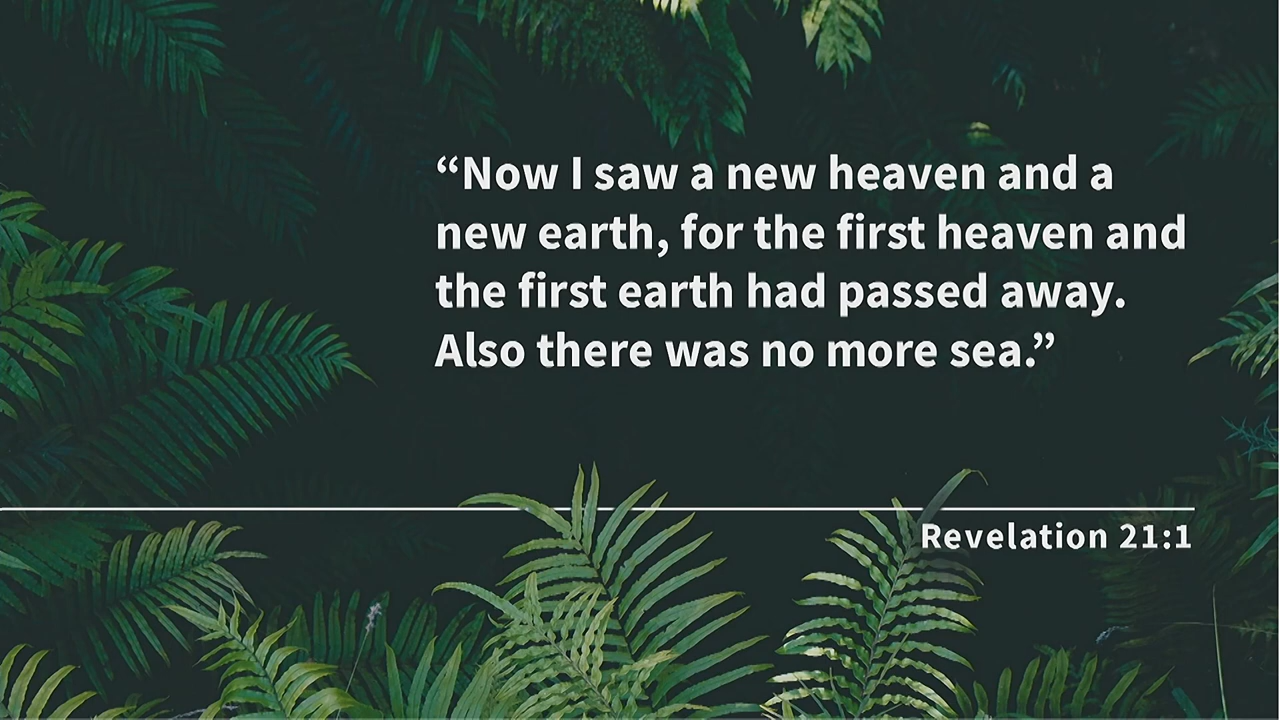 “Now I saw a new heaven and a
new earth, for the first heaven and
the first earth had passed away.
Also there was no more sea.”
Revelation 21:1